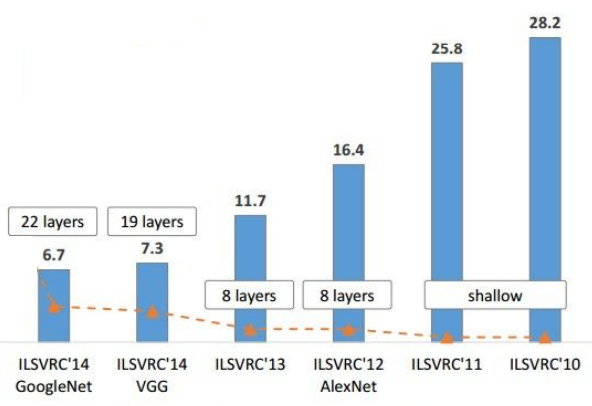 28.2
25.8
16.4
11.7
22 layers
19 layers
6.7
7.3
8 layers
8 layers
shallow
ILSVRC'14
GoogleNet
ILSVRC'14
VGG
ILSVRC'13
ILSVRC'12
AlexNet
ILSVRC'11
ILSVRC'10